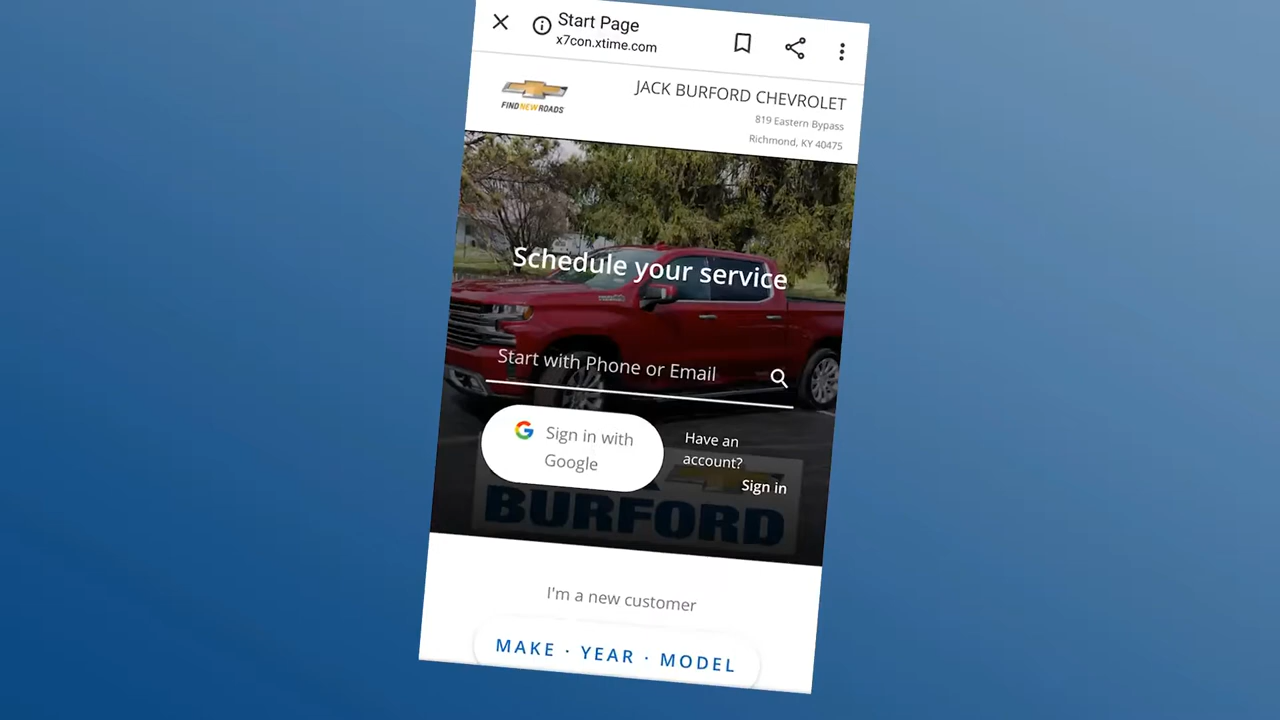 Start Page
x7con.xtime.com
JACK BURFORD CHEVROLET
819 Eastern Bypass
Richmond, KY 40475
FIND NEW ROADS
Schedule your service
Start with Phone or Email
Sign in with
Google
Have an
account?
Sign in
BURFORD
I'm a new customer
MAKE · YEAR · MODEL